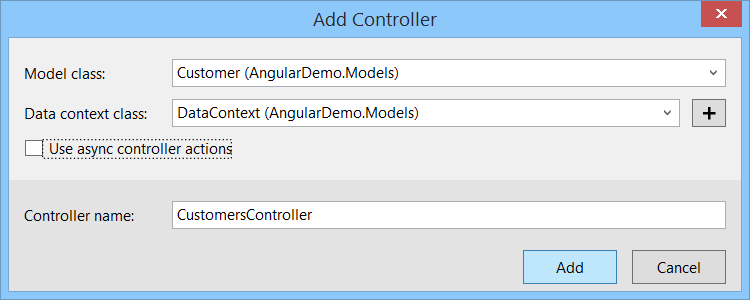 Add Controller
Model class: Customer (AngularDemo.Models)
Data context class: DataContext (AngularDemo.Models) +
Use async controller actions
Controller name: CustomersController
Add Cancel